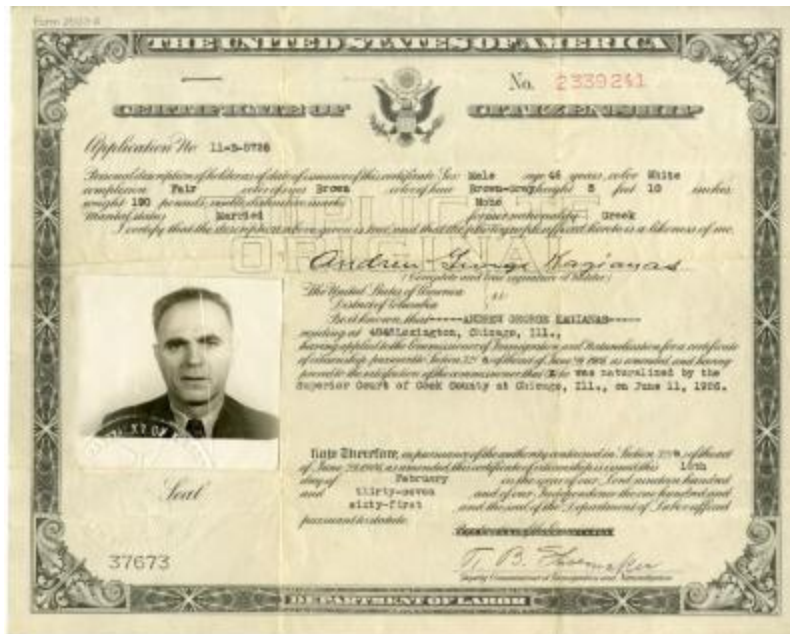 Form 2603-B
THE UNITED STATES OF AMERICA
No. 2339241
CERTIFICATE OF CITIZENSHIP
Application No 11-B-5726
Personal description of holder as of date of issuance of this certificate: Sex Male age 46 years, color White
complexion Fair color of eyes Brown color of hair Brown-Gray height 5 feet 10 inches
weight 190 pounds, visible distinctive marks None
Marital status Married former nationality Greek
I certify that the description above given is true, and that the photograph affixed hereto is a likeness of me.
ORIGINAL
Andrew George Kagianas
(Complete and true signature of holder)
The United States of America
District of Columbia ss:
Be it known, that-----ANDREW GEORGE KAGIANAS-----
residing at 4848 Lexington, Chicago, Ill.,
having applied to the Commissioner of Immigration and Naturalization for a certificate
of citizenship pursuant to Section of the act of June 29, 1906, as amended, and having
proved to the satisfaction of the commissioner, that he was naturalized by the
Superior Court of Cook County at Chicago, Ill., on June 11, 1926.
Now Therefore, in pursuance of the authority contained in Section of the act
of June 29, 1906, as amended, this certificate of citizenship is issued this 10th
day of February in the year of our Lord nineteen hundred
and thirty-seven and of our Independence the one hundred and
sixty-first and the seal of the Department of Labor affixed
pursuant to statute.
Seal
37673
T. B. Shoemaker
Deputy Commissioner of Immigration and Naturalization
DEPARTMENT OF LABOR